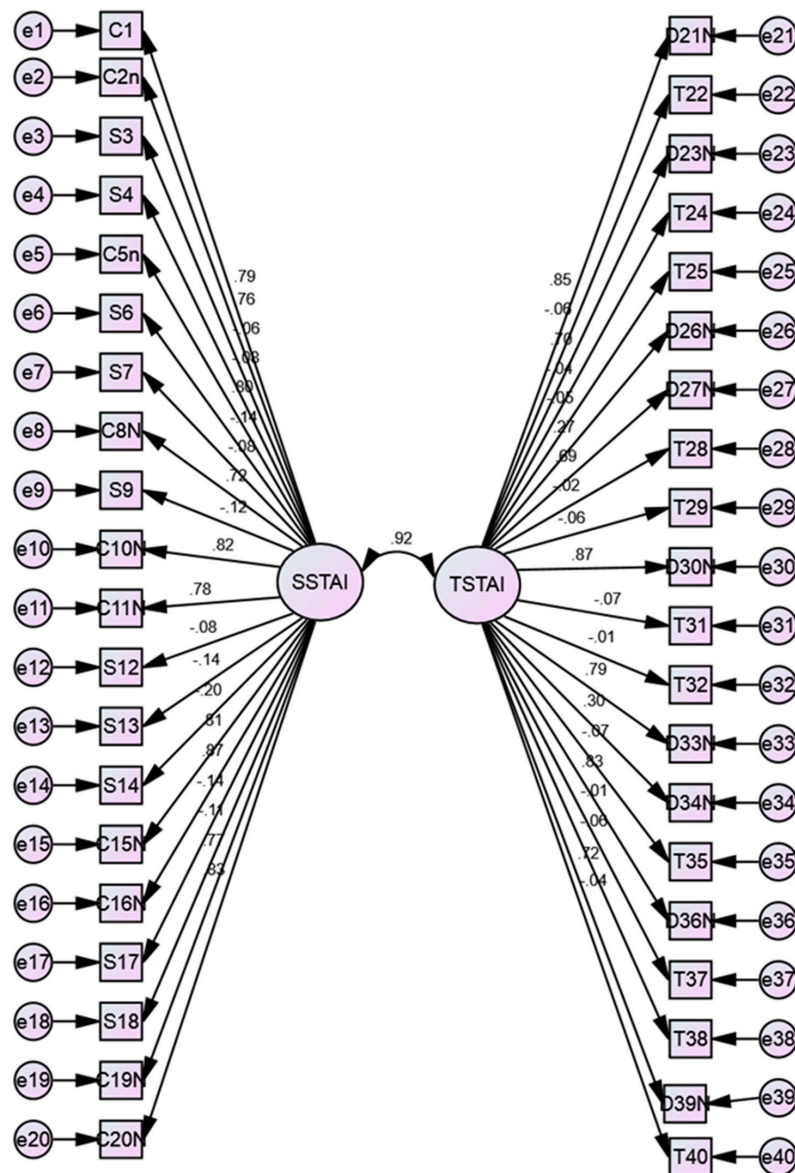 e1 C1
e2 C2n
e3 S3
e4 S4
e5 C5n
e6 S6
e7 S7
e8 C8N
e9 S9
e10 C10N
e11 C11N
e12 S12
e13 S13
e14 S14
e15 C15N
e16 C16N
e17 S17
e18 S18
e19 C19N
e20 C20N
.79
.76
-.06
-.08
.80
-.14
-.08
.72
-.12
.82
.78
-.08
-.14
-.20
.81
.87
-.14
-.11
.77
.83
SSTAI
.92
TSTAI
.85
-.06
.70
-.04
-.05
.27
.69
-.02
-.06
.87
-.07
-.01
.79
.30
-.07
.83
-.01
-.06
.72
-.04
D21N e21
T22 e22
D23N e23
T24 e24
T25 e25
D26N e26
D27N e27
T28 e28
T29 e29
D30N e30
T31 e31
T32 e32
D33N e33
D34N e34
T35 e35
D36N e36
T37 e37
T38 e38
D39N e39
T40 e40